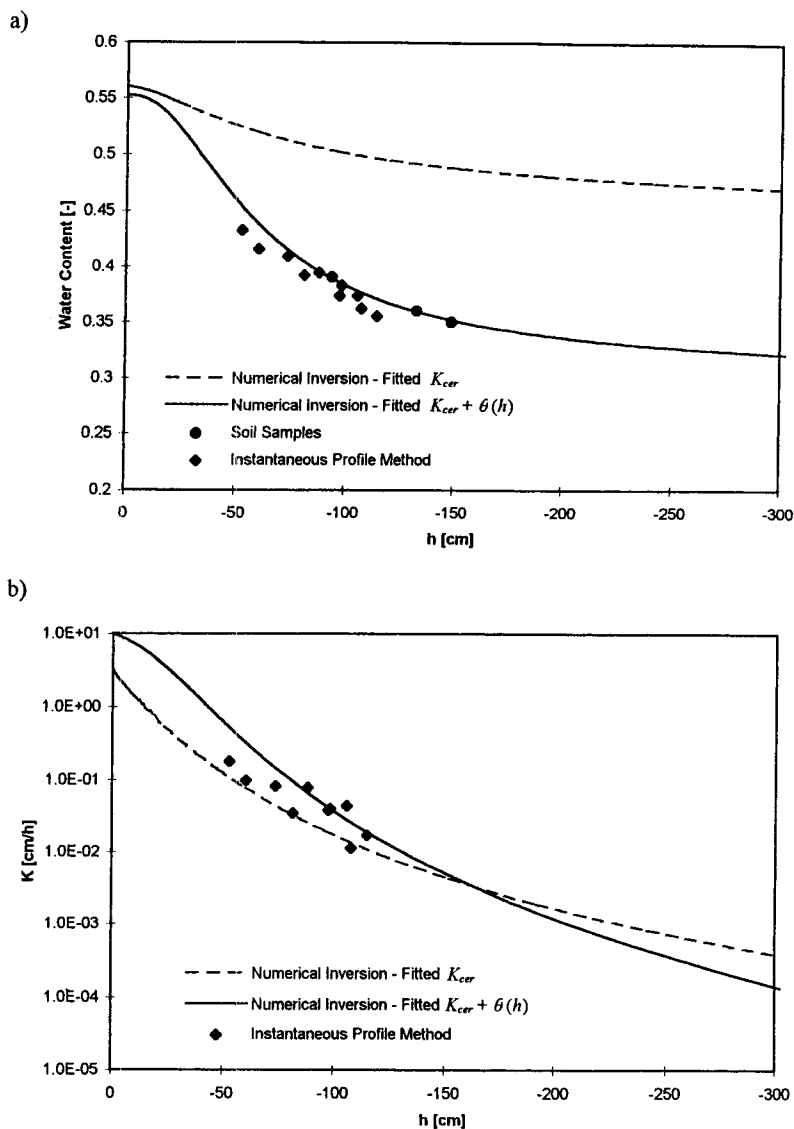 a)
0.6
0.55
0.5
0.45
0.4
0.35
0.3
0.25
0.2
Water Content [-]
Numerical Inversion - Fitted K_cer
Numerical Inversion - Fitted K_cer + θ(h)
Soil Samples
Instantaneous Profile Method
0 -50 -100 -150 -200 -250 -300
h [cm]
b)
1.0E+01
1.0E+00
1.0E-01
1.0E-02
1.0E-03
1.0E-04
1.0E-05
K [cm/h]
Numerical Inversion - Fitted K_cer
Numerical Inversion - Fitted K_cer + θ(h)
Instantaneous Profile Method
0 -50 -100 -150 -200 -250 -300
h [cm]